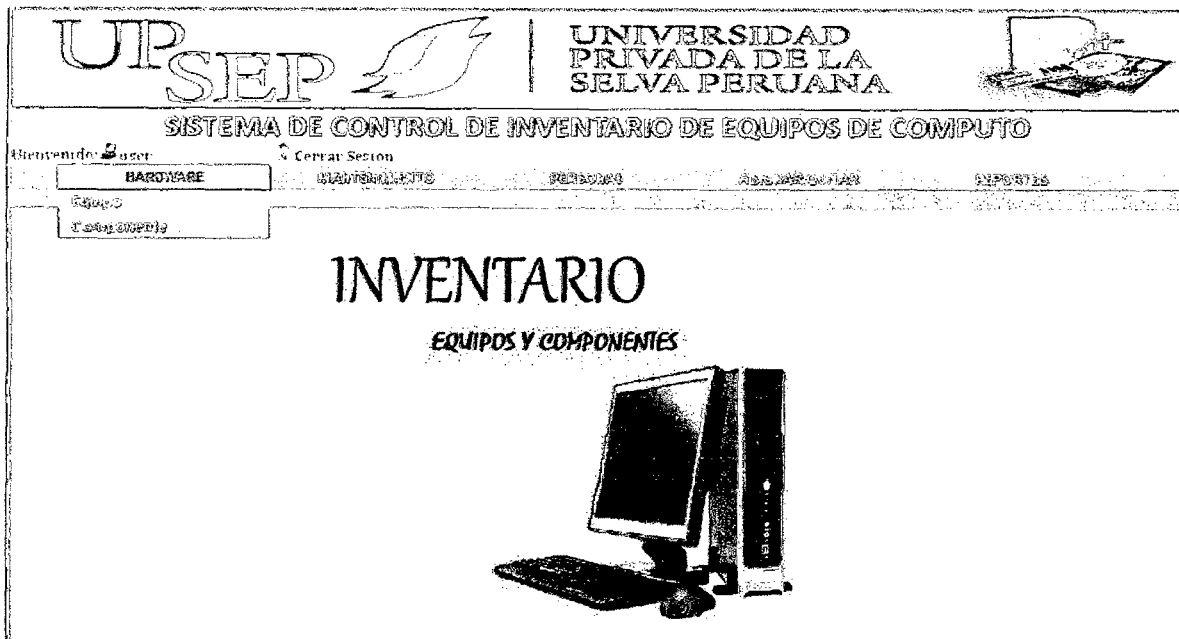 UPSEP
UNIVERSIDAD
PRIVADA DE LA
SELVA PERUANA
SISTEMA DE CONTROL DE INVENTARIO DE EQUIPOS DE COMPUTO
Bienvenido: user Cerrar Sesion
HARDWARE MANTENIMIENTO PERSONAS REPORTES
Equipo
Componente
INVENTARIO
EQUIPOS Y COMPONENTES